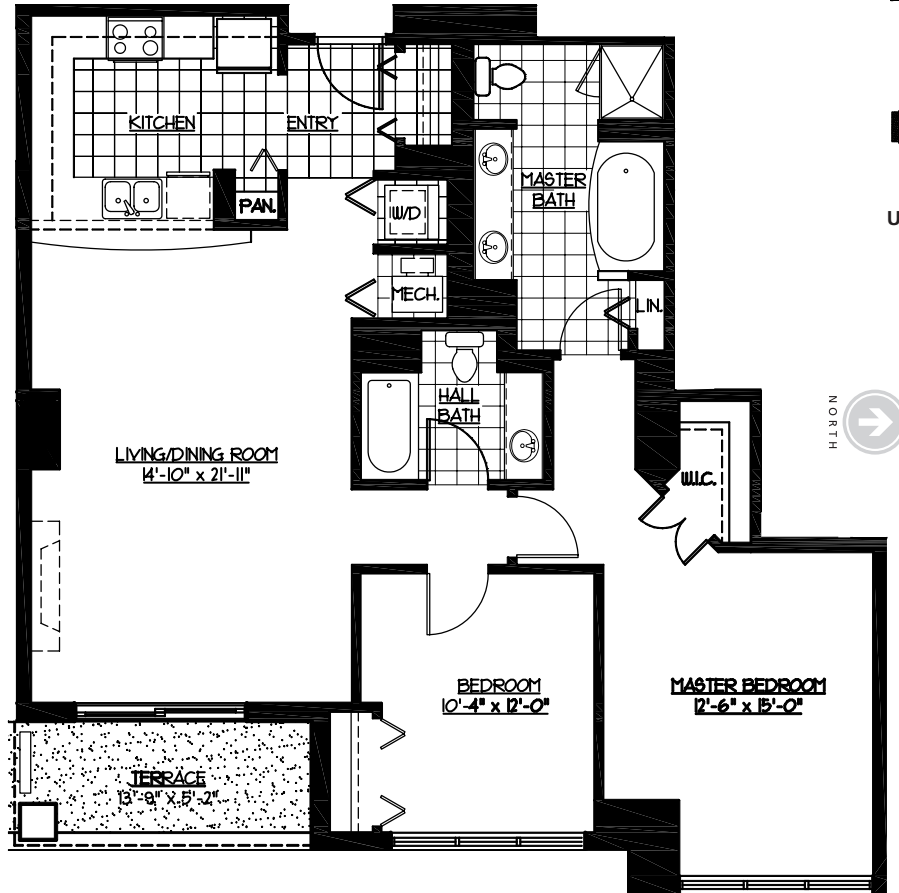 KITCHEN
ENTRY
PAN.
W/D
MECH.
MASTER
BATH
LIN.
HALL
BATH
LIVING/DINING ROOM
14'-10" x 21'-11"
W.I.C.
NORTH
BEDROOM
10'-4" x 12'-0"
MASTER BEDROOM
12'-6" x 15'-0"
TERRACE
13'-9" x 5'-2"
U